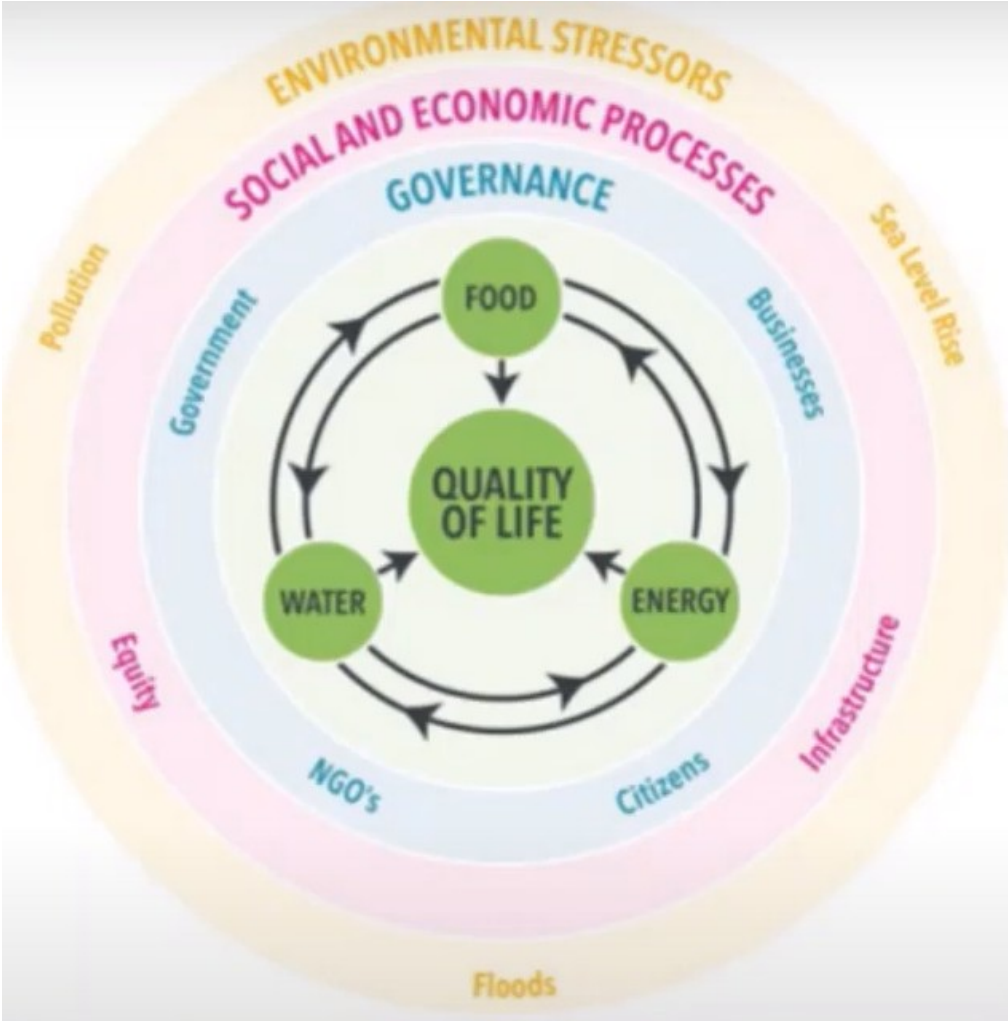 ENVIRONMENTAL STRESSORS
SOCIAL AND ECONOMIC PROCESSES
GOVERNANCE
Pollution
Sea Level Rise
Government
Businesses
FOOD
QUALITY
OF LIFE
WATER
ENERGY
Equity
Infrastructure
NGO's
Citizens
Floods